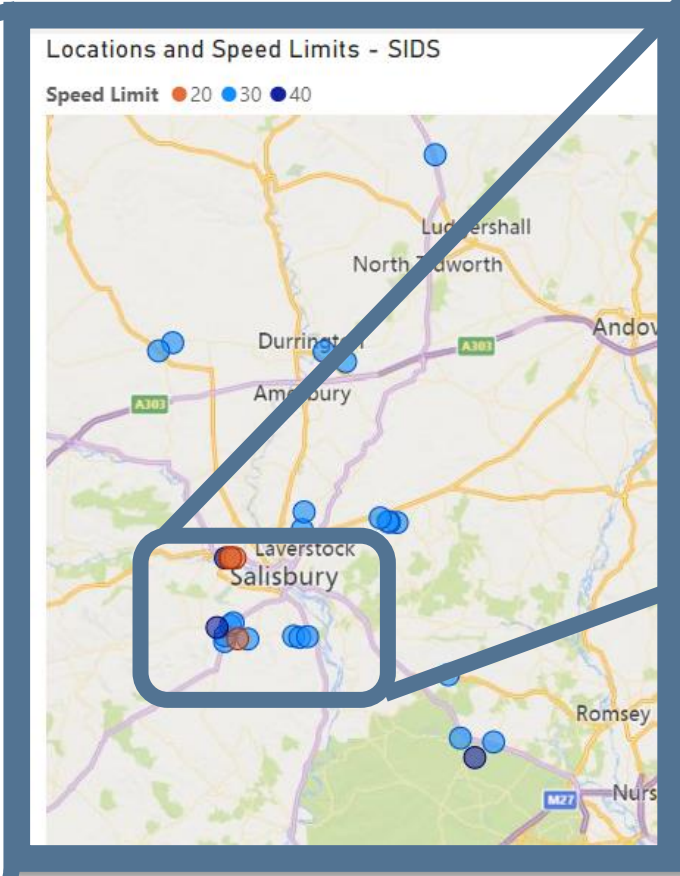 Locations and Speed Limits - SIDS
Speed Limit 20 30 40
Ludgershall
North Tidworth
Andov
Durrington
A303
Amesbury
A303
Laverstock
Salisbury
Romsey
M27
Nurs